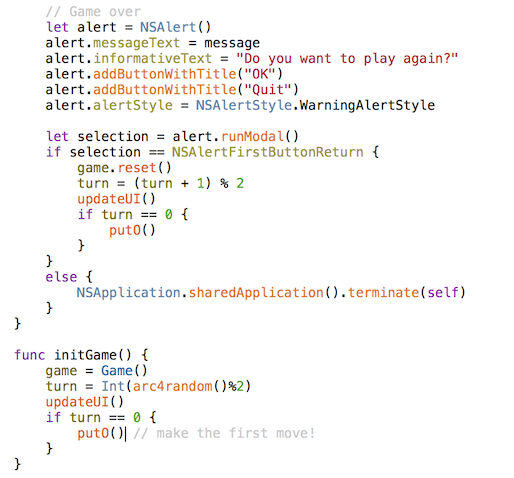 // Game over
let alert = NSAlert()
alert.messageText = message
alert.informativeText = "Do you want to play again?"
alert.addButtonWithTitle("OK")
alert.addButtonWithTitle("Quit")
alert.alertStyle = NSAlertStyle.WarningAlertStyle
let selection = alert.runModal()
if selection == NSAlertFirstButtonReturn {
game.reset()
turn = (turn + 1) % 2
updateUI()
if turn == 0 {
putO()
}
}
else {
NSApplication.sharedApplication().terminate(self)
}
}
func initGame() {
game = Game()
turn = Int(arc4random()%2)
updateUI()
if turn == 0 {
putO() // make the first move!
}
}